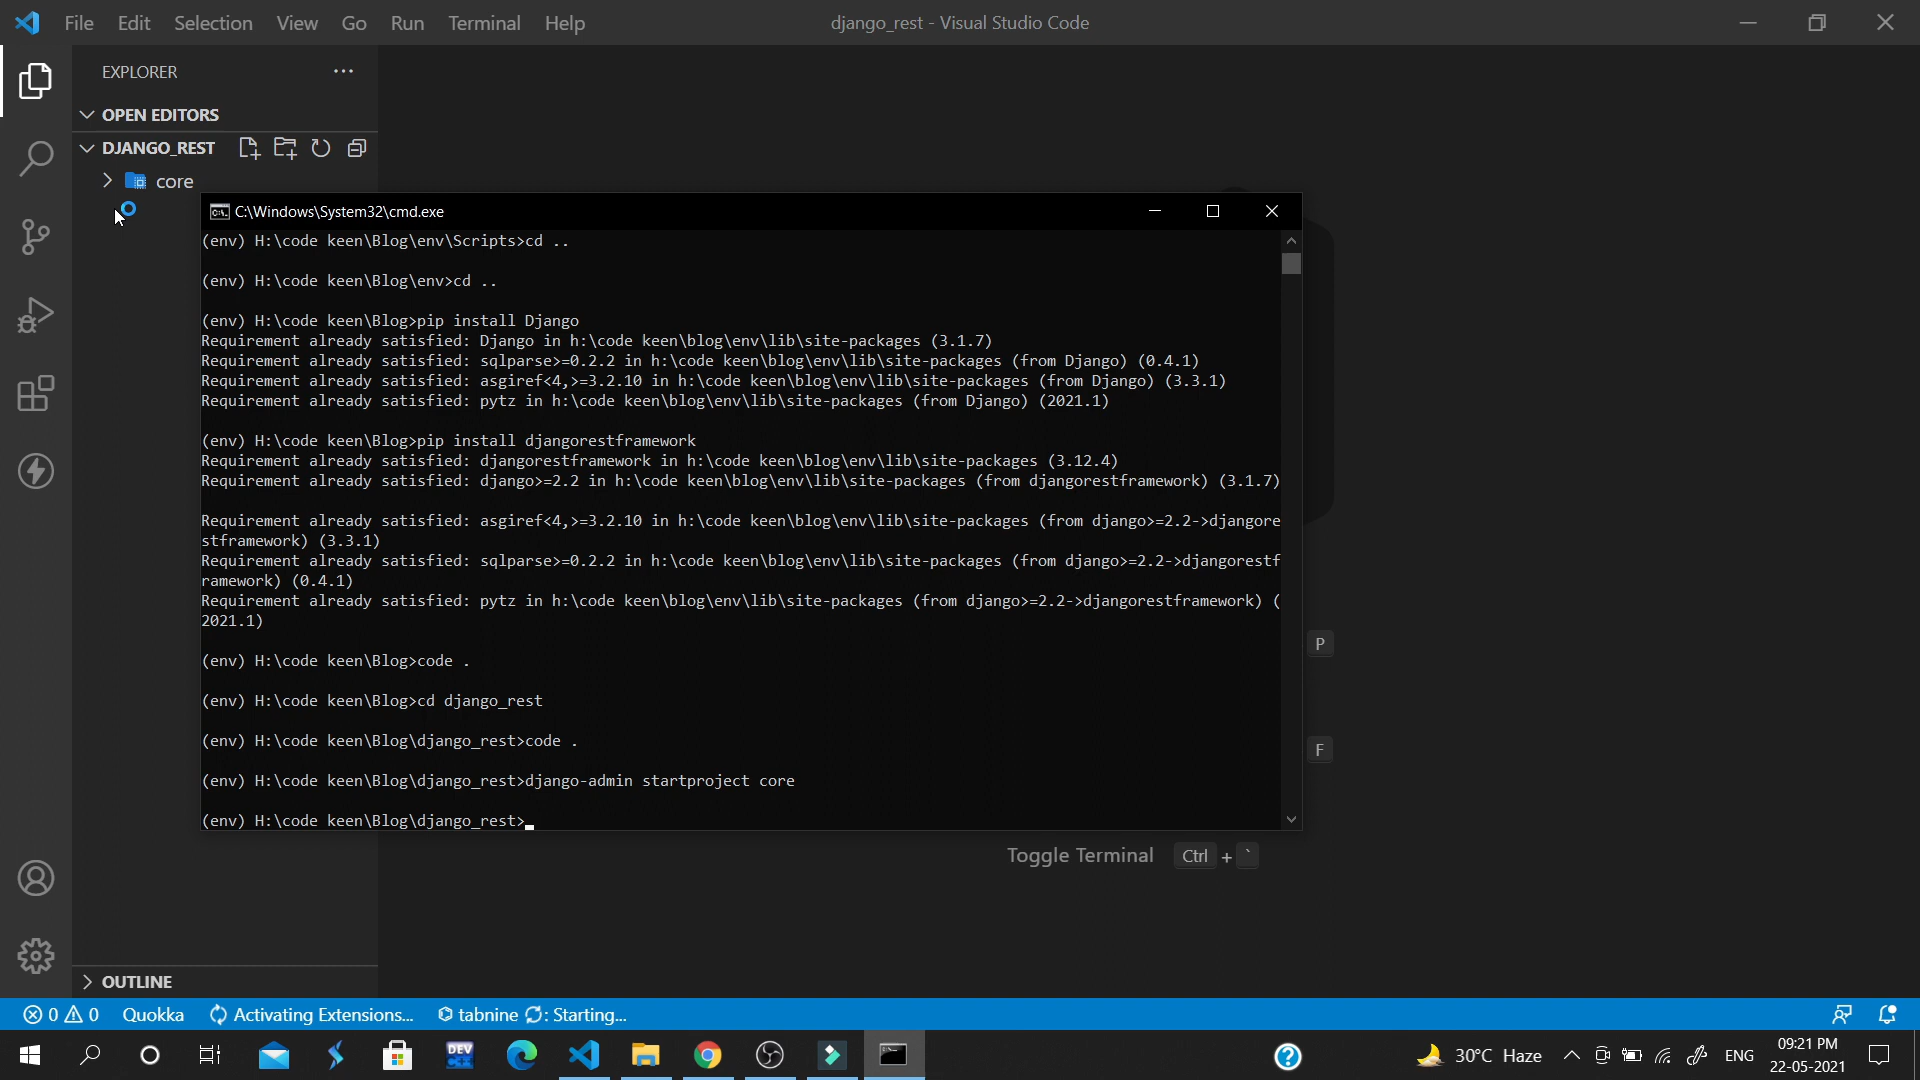 File Edit Selection View Go Run Terminal Help
django_rest - Visual Studio Code
EXPLORER
OPEN EDITORS
DJANGO_REST
core
C:\Windows\System32\cmd.exe
(env) H:\code keen\Blog\env\Scripts>cd ..
(env) H:\code keen\Blog\env>cd ..
(env) H:\code keen\Blog>pip install Django
Requirement already satisfied: Django in h:\code keen\blog\env\lib\site-packages (3.1.7)
Requirement already satisfied: sqlparse>=0.2.2 in h:\code keen\blog\env\lib\site-packages (from Django) (0.4.1)
Requirement already satisfied: asgiref<4,>=3.2.10 in h:\code keen\blog\env\lib\site-packages (from Django) (3.3.1)
Requirement already satisfied: pytz in h:\code keen\blog\env\lib\site-packages (from Django) (2021.1)
(env) H:\code keen\Blog>pip install djangorestframework
Requirement already satisfied: djangorestframework in h:\code keen\blog\env\lib\site-packages (3.12.4)
Requirement already satisfied: django>=2.2 in h:\code keen\blog\env\lib\site-packages (from djangorestframework) (3.1.7)
Requirement already satisfied: asgiref<4,>=3.2.10 in h:\code keen\blog\env\lib\site-packages (from django>=2.2->djangore
stframework) (3.3.1)
Requirement already satisfied: sqlparse>=0.2.2 in h:\code keen\blog\env\lib\site-packages (from django>=2.2->djangorestf
ramework) (0.4.1)
Requirement already satisfied: pytz in h:\code keen\blog\env\lib\site-packages (from django>=2.2->djangorestframework) (
2021.1)
(env) H:\code keen\Blog>code .
(env) H:\code keen\Blog>cd django_rest
(env) H:\code keen\Blog\django_rest>code .
(env) H:\code keen\Blog\django_rest>django-admin startproject core
(env) H:\code keen\Blog\django_rest>
P
F
Toggle Terminal Ctrl + `
OUTLINE
0 0 Quokka Activating Extensions... tabnine : Starting...
DEV
C++
30°C Haze
ENG
09:21 PM
22-05-2021